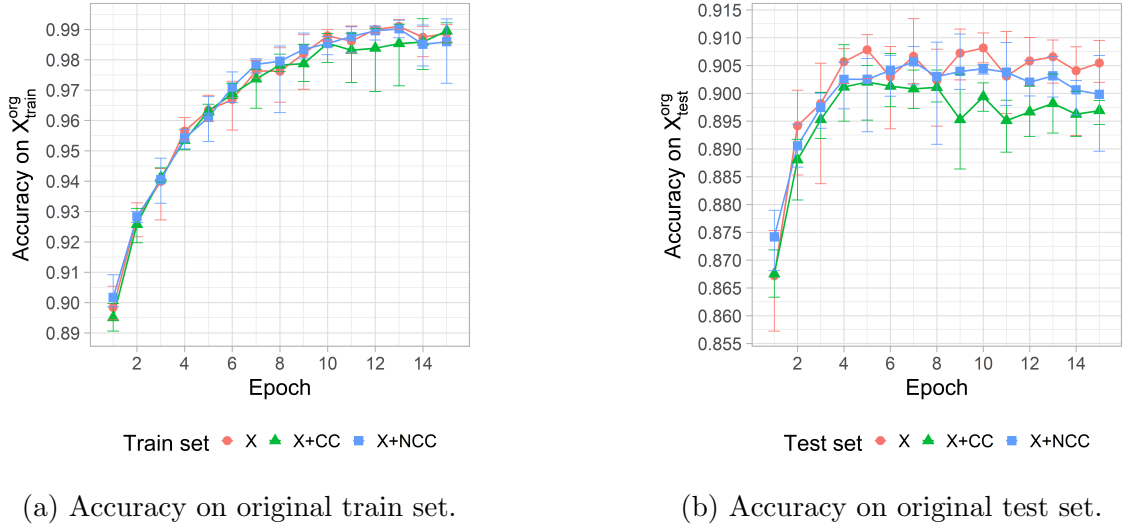 0.99
0.98
0.97
0.96
0.95
0.94
0.93
0.92
0.91
0.90
0.89
Accuracy on X^org_train
2 4 6 8 10 12 14
Epoch
Train set X X+CC X+NCC
(a) Accuracy on original train set.
0.915
0.910
0.905
0.900
0.895
0.890
0.885
0.880
0.875
0.870
0.865
0.860
0.855
Accuracy on X^org_test
2 4 6 8 10 12 14
Epoch
Test set X X+CC X+NCC
(b) Accuracy on original test set.